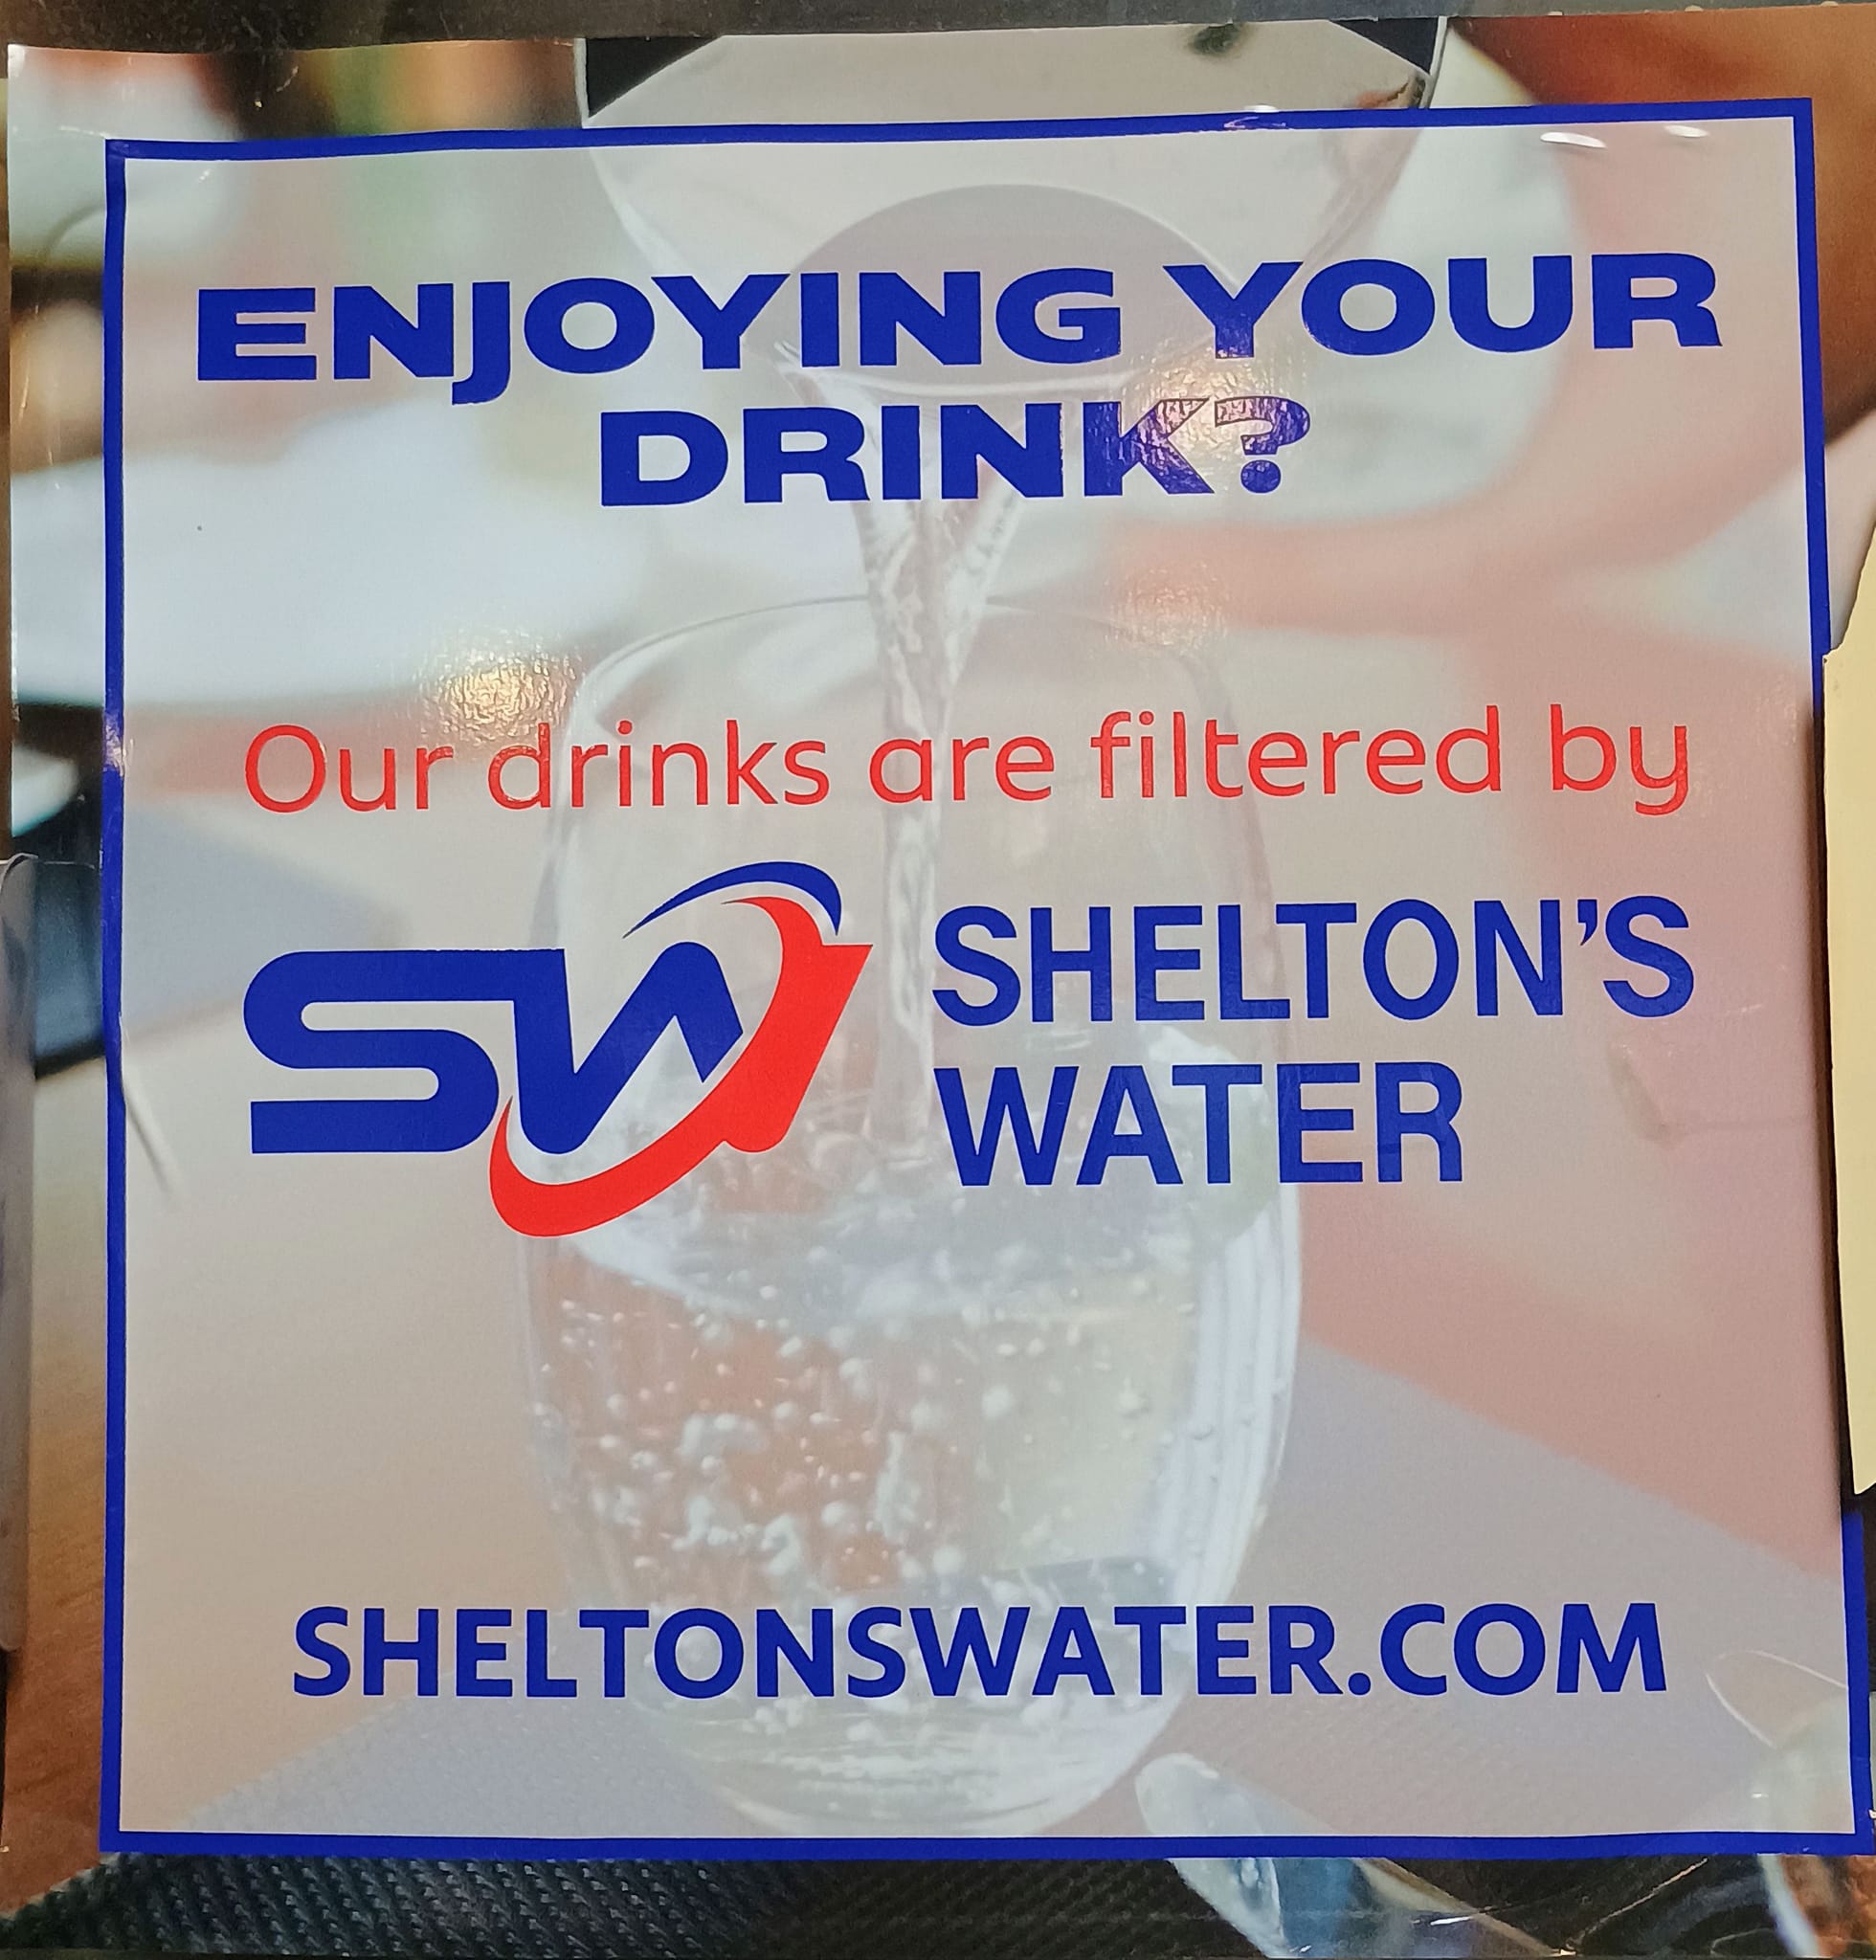 ENJOYING YOUR
DRINK?
Our drinks are filtered by
SW
SHELTON'S
WATER
SHELTONSWATER.COM